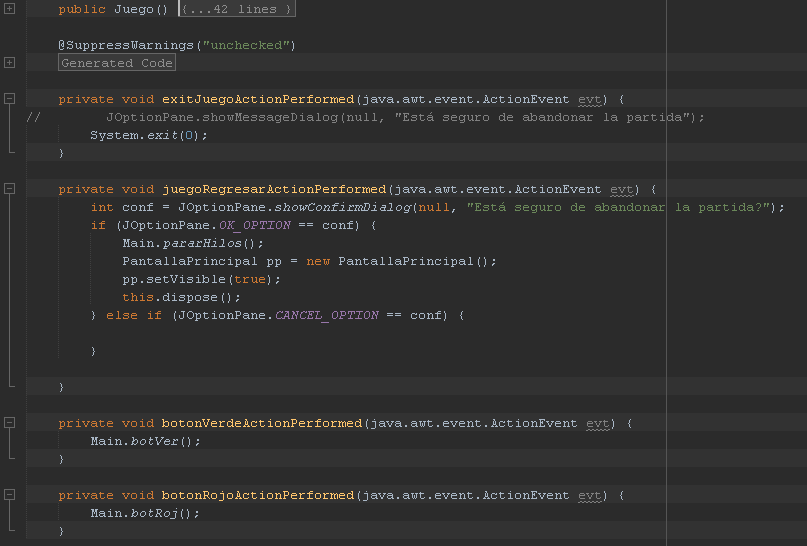 public Juego() {...42 lines }
@SuppressWarnings("unchecked")
Generated Code
private void exitJuegoActionPerformed(java.awt.event.ActionEvent evt) {
//        JOptionPane.showMessageDialog(null, "Está seguro de abandonar la partida");
System.exit(0);
}
private void juegoRegresarActionPerformed(java.awt.event.ActionEvent evt) {
int conf = JOptionPane.showConfirmDialog(null, "Está seguro de abandonar la partida?");
if (JOptionPane.OK_OPTION == conf) {
Main.pararHilos();
PantallaPrincipal pp = new PantallaPrincipal();
pp.setVisible(true);
this.dispose();
} else if (JOptionPane.CANCEL_OPTION == conf) {
}
}
private void botonVerdeActionPerformed(java.awt.event.ActionEvent evt) {
Main.botVer();
}
private void botonRojoActionPerformed(java.awt.event.ActionEvent evt) {
Main.botRoj();
}